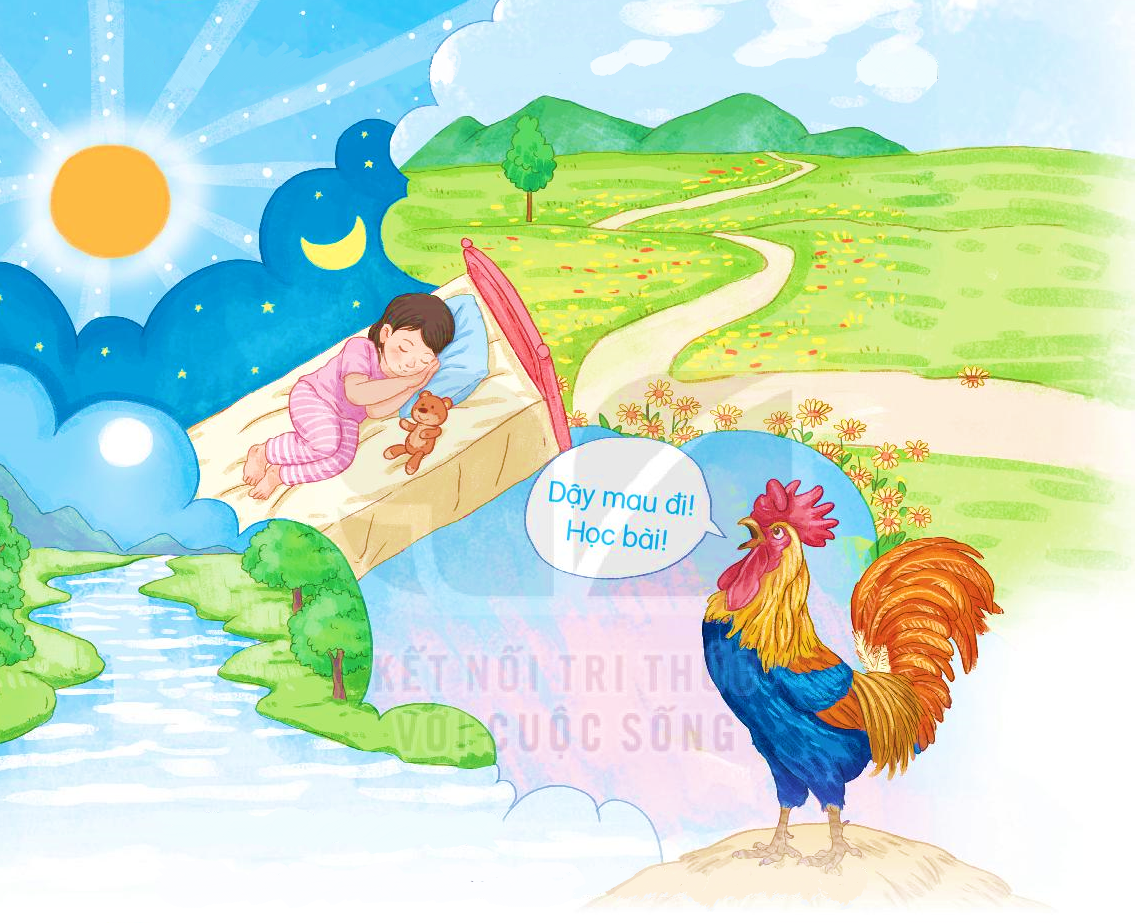 Dậy mau đi!
Học bài!
KẾT NỐI TRI THỨC
VỚI CUỘC SỐNG